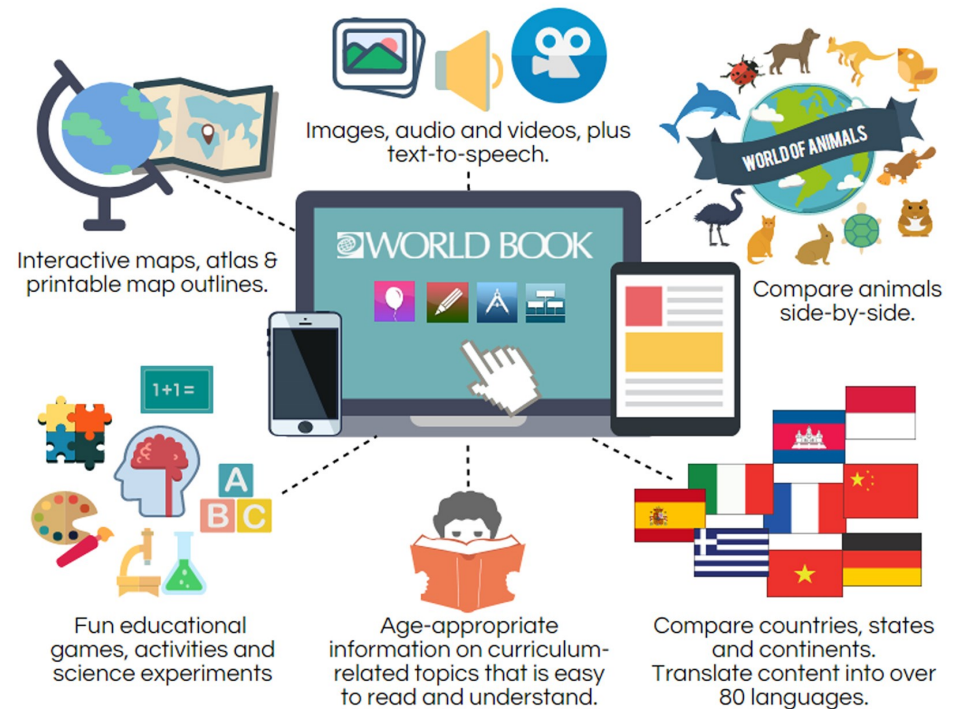 Images, audio and videos, plus
text-to-speech.
WORLD OF ANIMALS
Interactive maps, atlas &
printable map outlines.
WORLD BOOK
Compare animals
side-by-side.
1+1=
A
B C
Fun educational
games, activities and
science experiments
Age-appropriate
information on curriculum-
related topics that is easy
to read and understand.
Compare countries, states
and continents.
Translate content into over
80 languages.